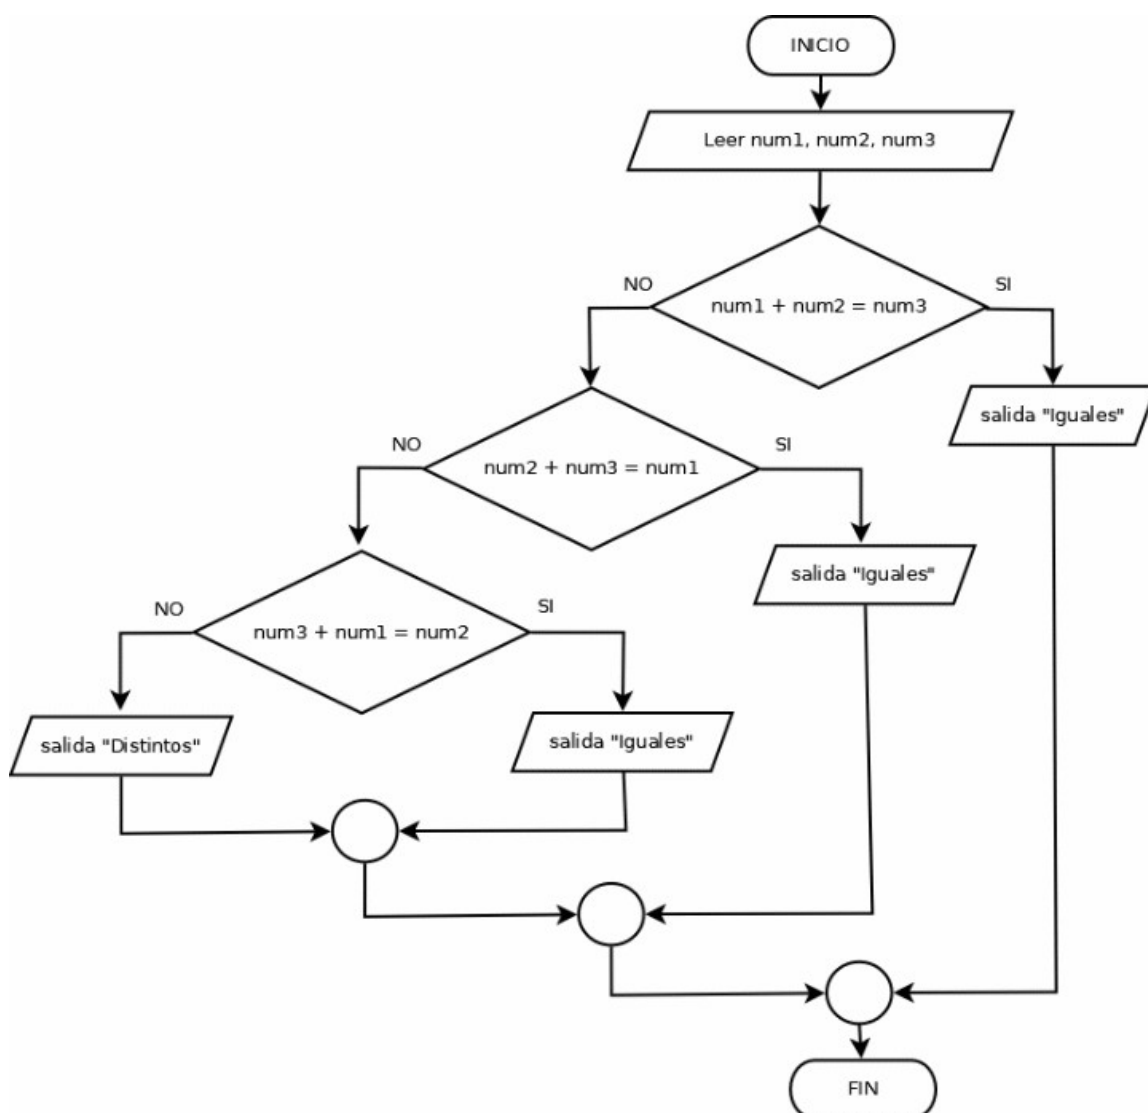 INICIO
Leer num1, num2, num3
NO
SI
num1 + num2 = num3
salida "Iguales"
NO
SI
num2 + num3 = num1
salida "Iguales"
NO
SI
num3 + num1 = num2
salida "Distintos"
salida "Iguales"
FIN